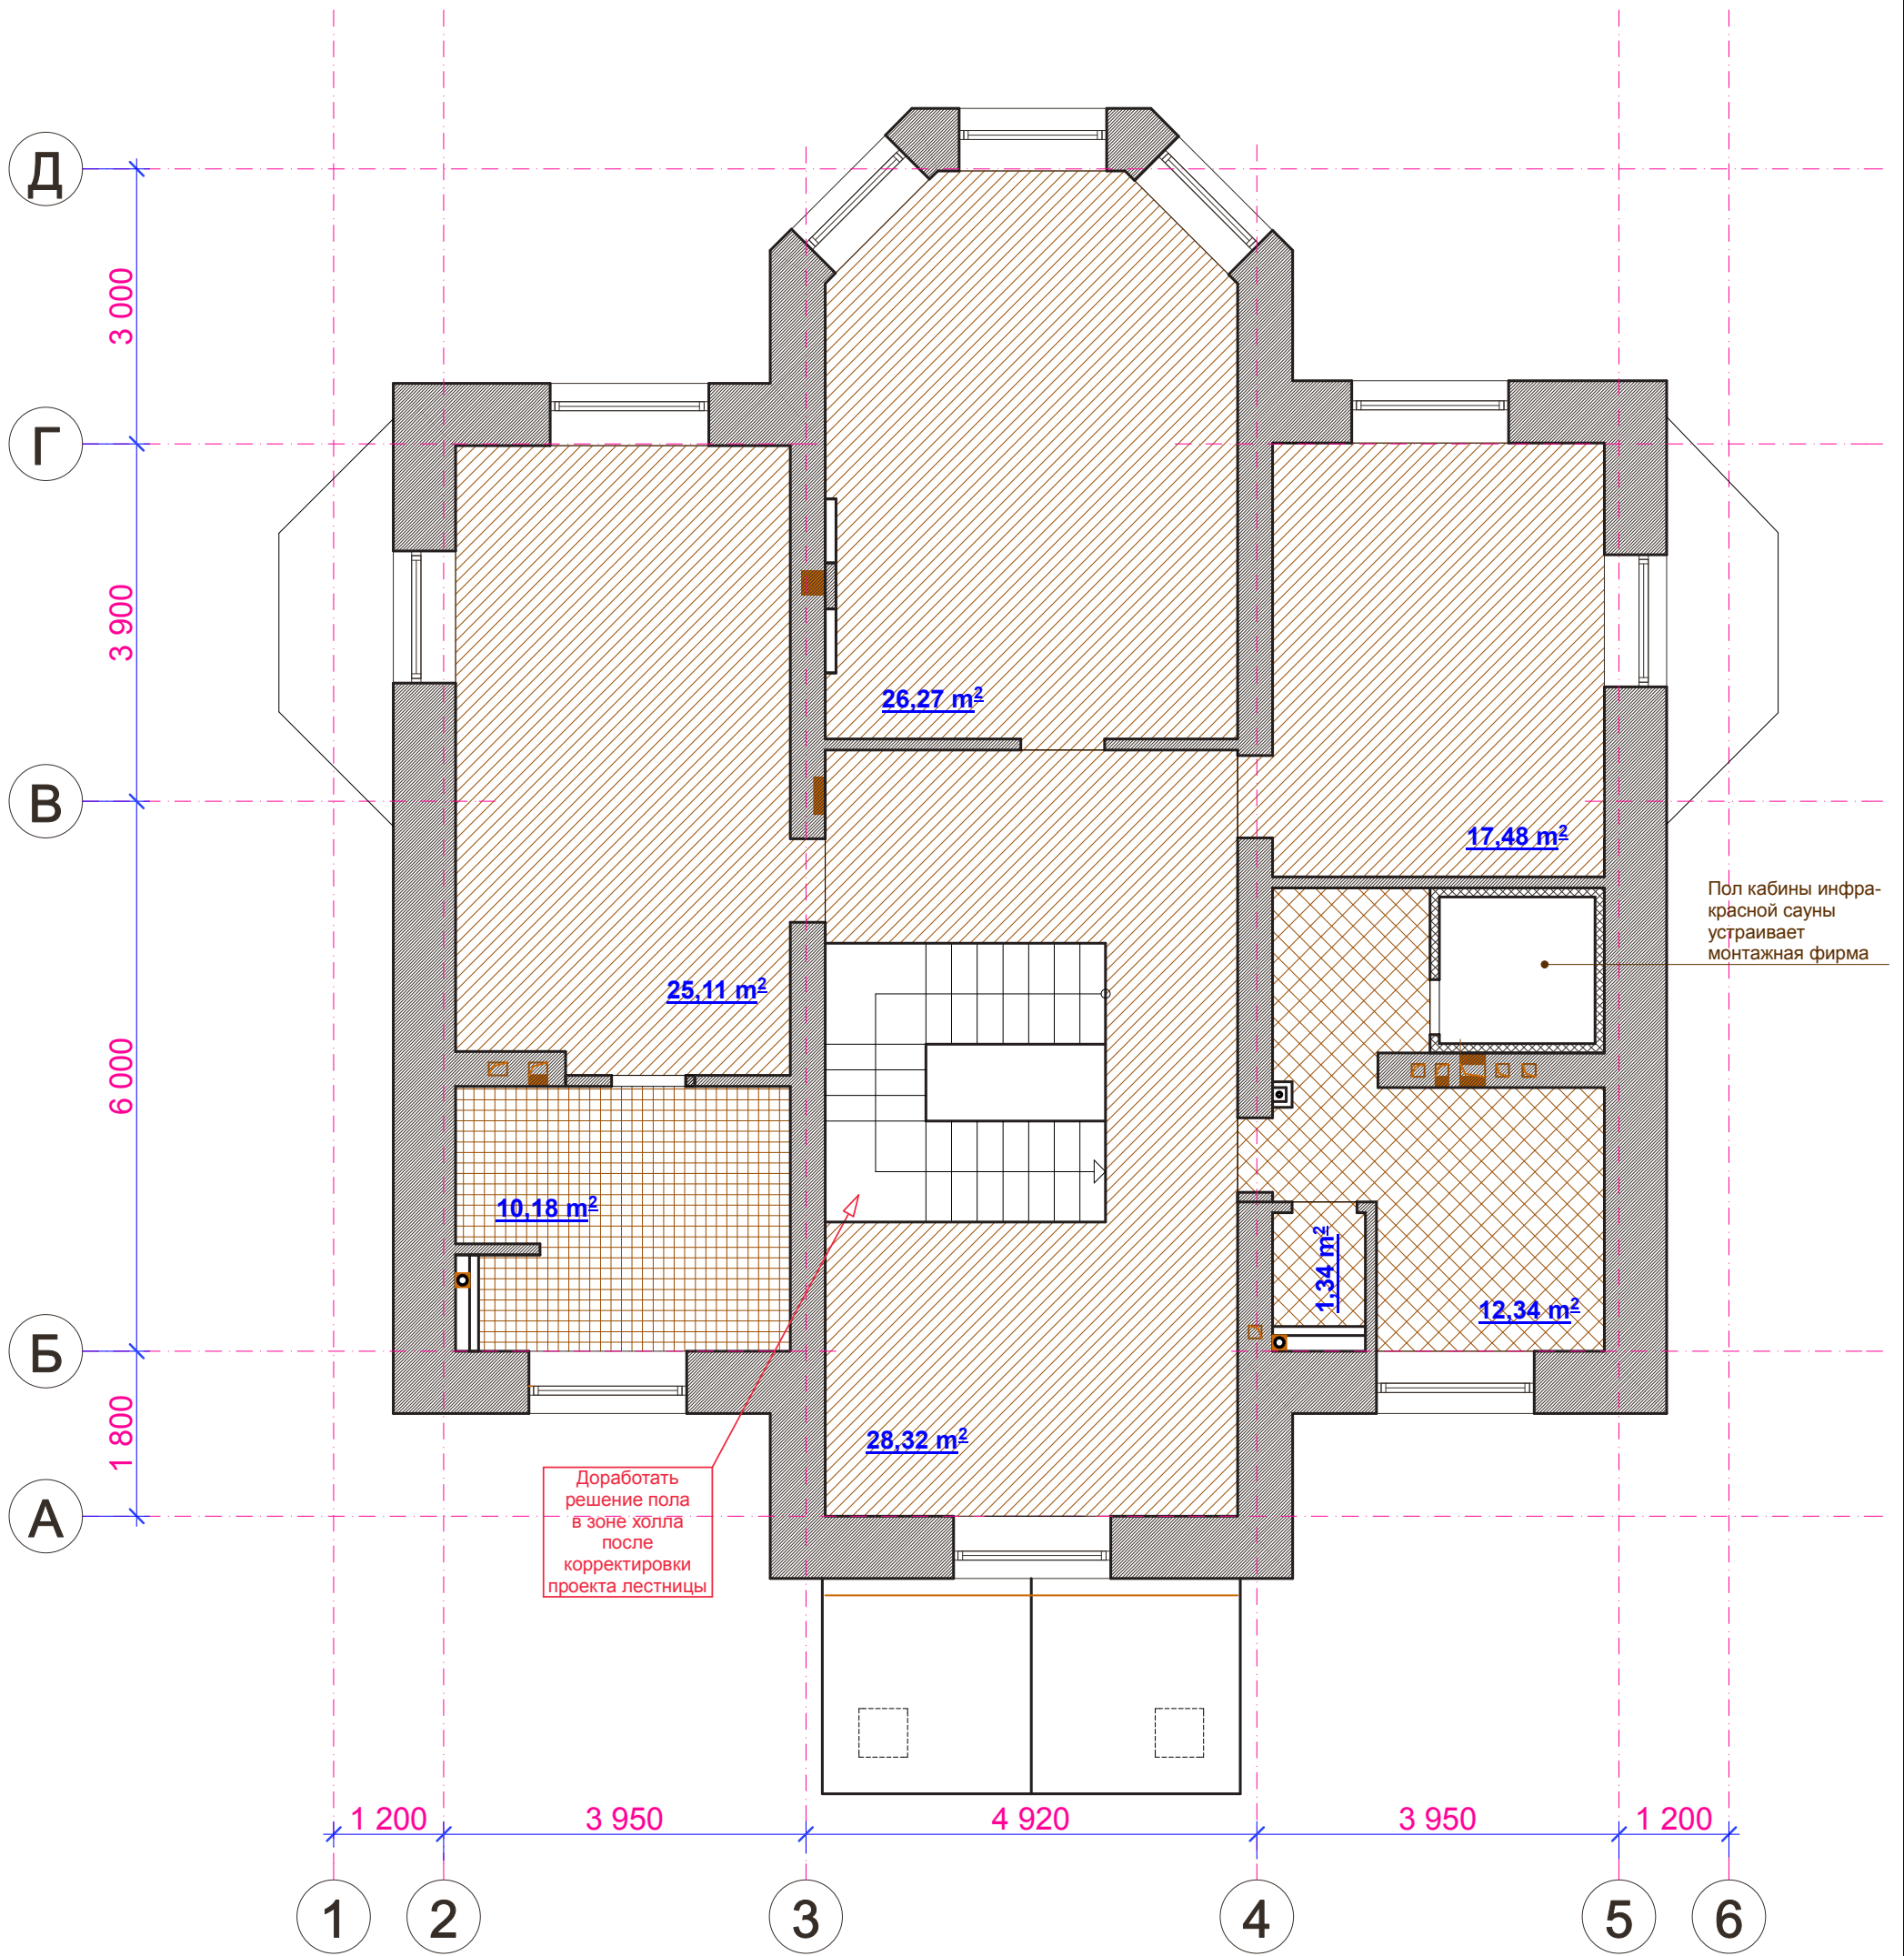 Д
3 000
Г
3 900
26,27 m²
В
17,48 m²
Пол кабины инфра-
красной сауны
устраивает
монтажная фирма
25,11 m²
6 000
10,18 m²
1,34 m²
12,34 m²
Б
1 800
28,32 m²
Доработать
решение пола
в зоне холла
после
корректировки
проекта лестницы
А
1 200
3 950
4 920
3 950
1 200
1
2
3
4
5
6